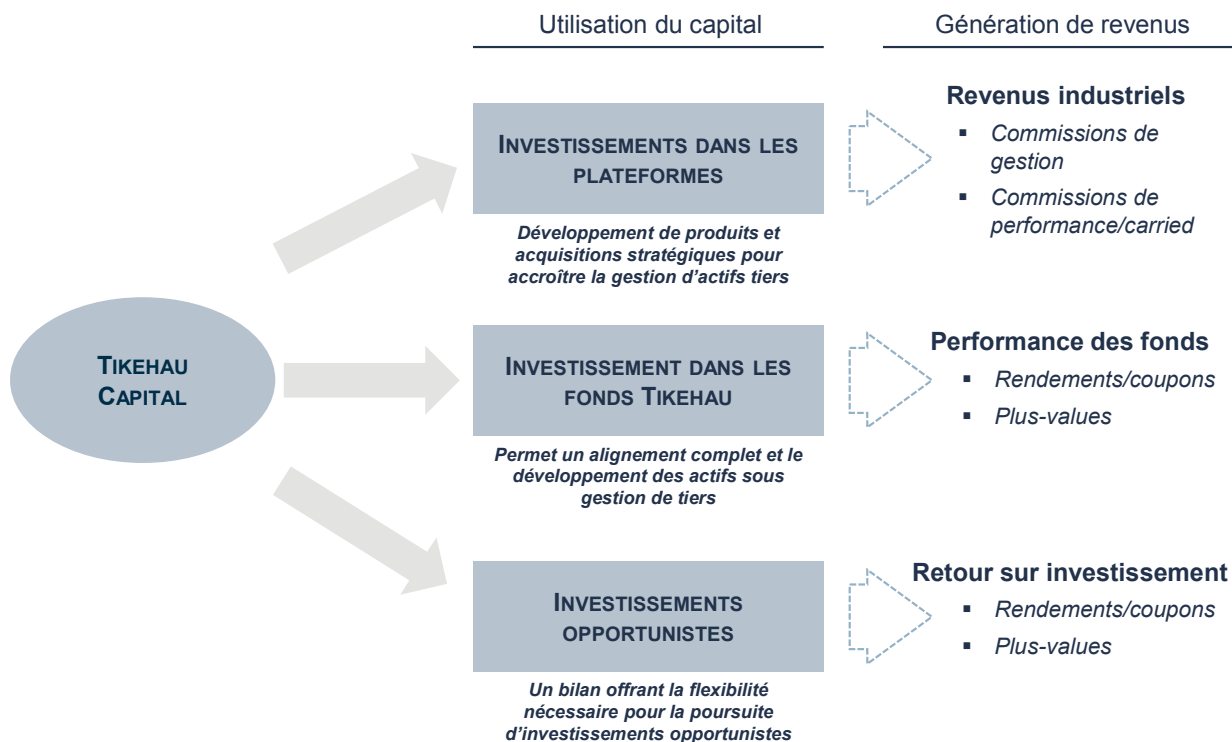 Utilisation du capital
Génération de revenus
TIKEHAU
CAPITAL
INVESTISSEMENTS DANS LES
PLATEFORMES
Développement de produits et
acquisitions stratégiques pour
accroître la gestion d'actifs tiers
Revenus industriels
▪ Commissions de
gestion
▪ Commissions de
performance/carried
INVESTISSEMENT DANS LES
FONDS TIKEHAU
Permet un alignement complet et le
développement des actifs sous
gestion de tiers
Performance des fonds
▪ Rendements/coupons
▪ Plus-values
INVESTISSEMENTS
OPPORTUNISTES
Un bilan offrant la flexibilité
nécessaire pour la poursuite
d'investissements opportunistes
Retour sur investissement
▪ Rendements/coupons
▪ Plus-values